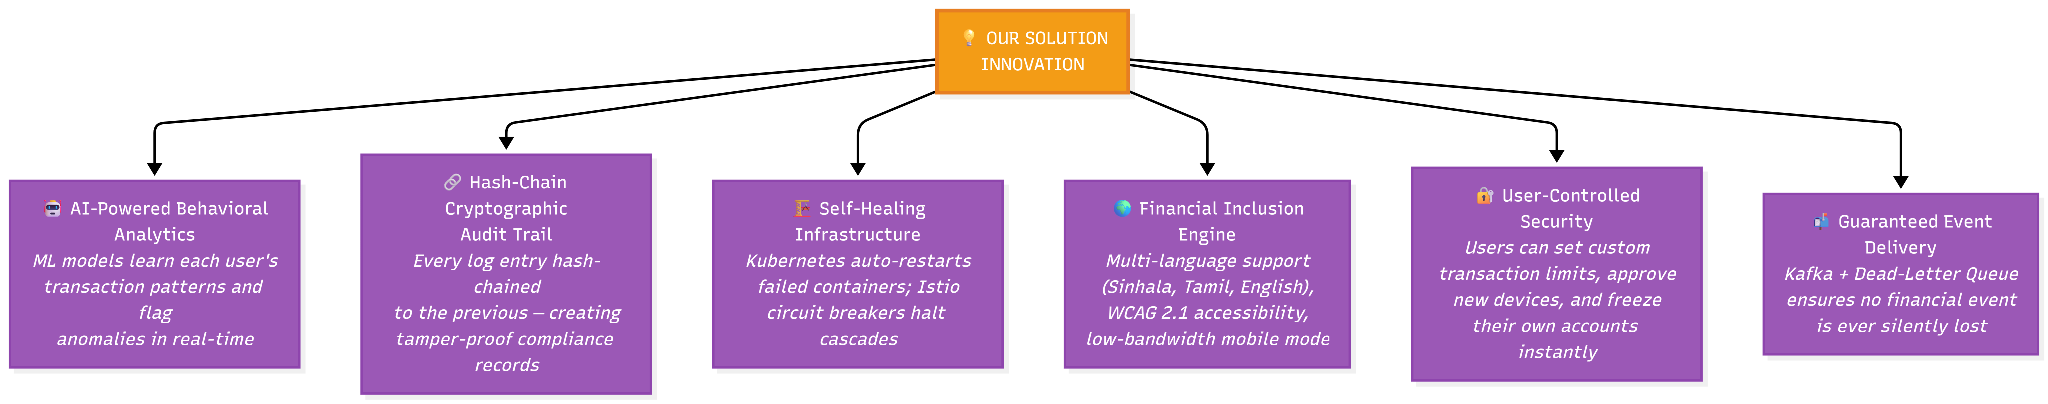 💡 OUR SOLUTION
INNOVATION
🤖 AI-Powered Behavioral
Analytics
ML models learn each user's
transaction patterns and
flag
anomalies in real-time
🔗 Hash-Chain
Cryptographic
Audit Trail
Every log entry hash-
chained
to the previous — creating
tamper-proof compliance
records
🏗️ Self-Healing
Infrastructure
Kubernetes auto-restarts
failed containers; Istio
circuit breakers halt
cascades
🌍 Financial Inclusion
Engine
Multi-language support
(Sinhala, Tamil, English),
WCAG 2.1 accessibility,
low-bandwidth mobile mode
🔐 User-Controlled
Security
Users can set custom
transaction limits, approve
new devices, and freeze
their own accounts
instantly
📬 Guaranteed Event
Delivery
Kafka + Dead-Letter Queue
ensures no financial event
is ever silently lost